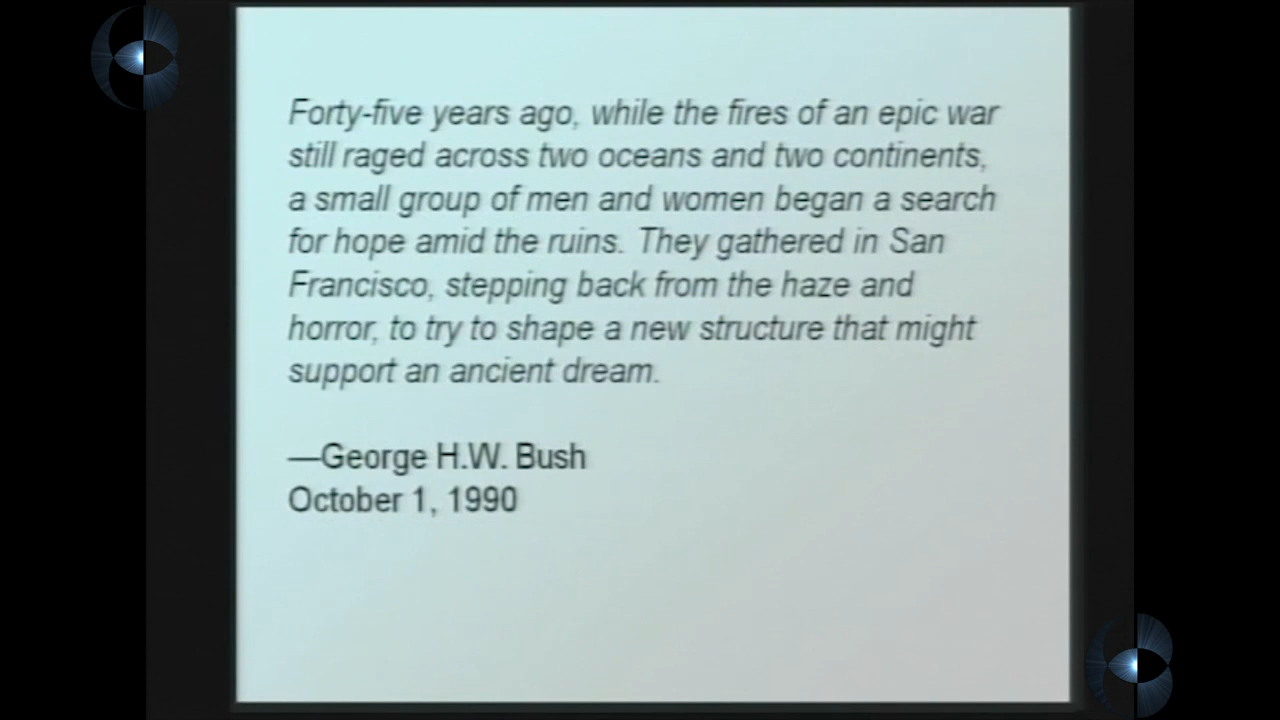 Forty-five years ago, while the fires of an epic war
still raged across two oceans and two continents,
a small group of men and women began a search
for hope amid the ruins. They gathered in San
Francisco, stepping back from the haze and
horror, to try to shape a new structure that might
support an ancient dream.
—George H.W. Bush
October 1, 1990